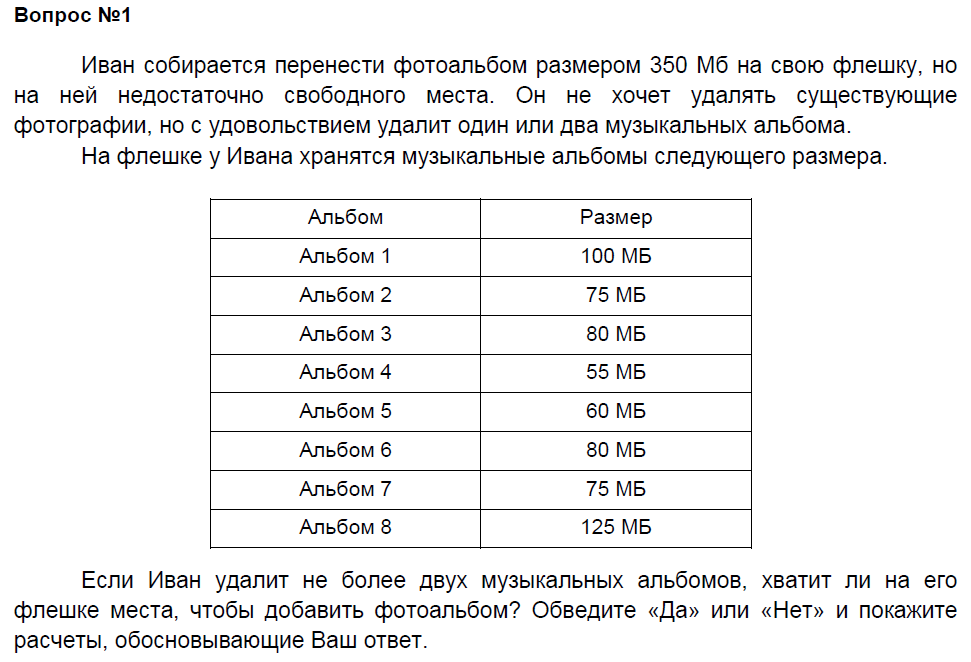 Вопрос №1
Иван собирается перенести фотоальбом размером 350 Мб на свою флешку, но
на ней недостаточно свободного места. Он не хочет удалять существующие
фотографии, но с удовольствием удалит один или два музыкальных альбома.
На флешке у Ивана хранятся музыкальные альбомы следующего размера.
Альбом Размер
Альбом 1 100 МБ
Альбом 2 75 МБ
Альбом 3 80 МБ
Альбом 4 55 МБ
Альбом 5 60 МБ
Альбом 6 80 МБ
Альбом 7 75 МБ
Альбом 8 125 МБ
Если Иван удалит не более двух музыкальных альбомов, хватит ли на его
флешке места, чтобы добавить фотоальбом? Обведите «Да» или «Нет» и покажите
расчеты, обосновывающие Ваш ответ.